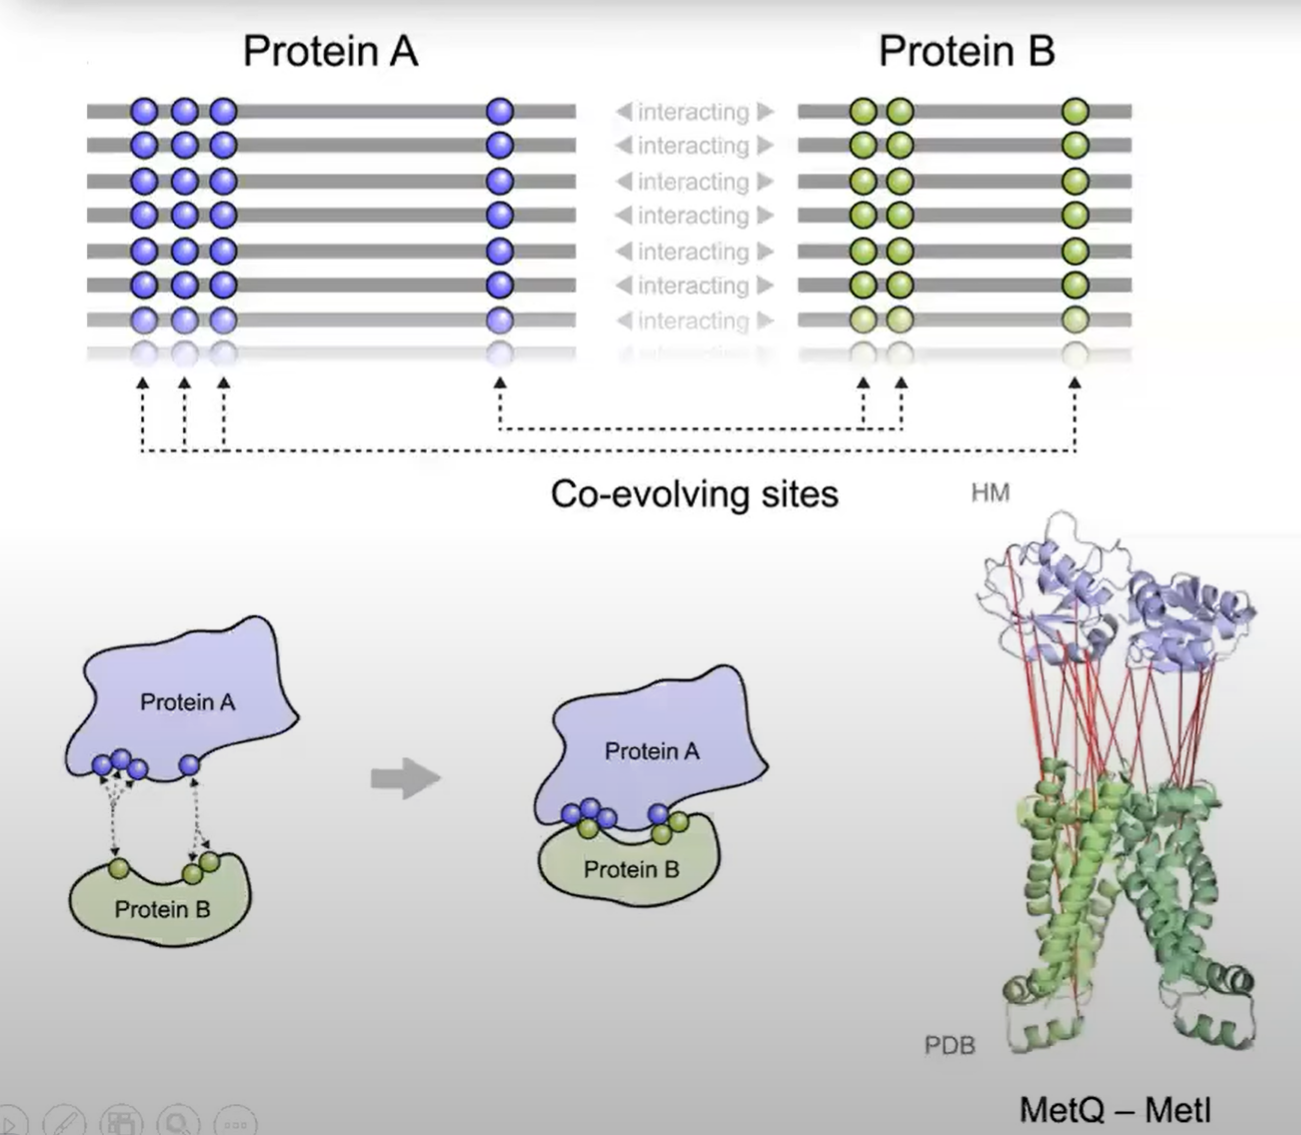 Protein A
Protein B
interacting
interacting
interacting
interacting
interacting
interacting
interacting
interacting
Co-evolving sites
HM
Protein A
Protein B
Protein A
Protein B
PDB
MetQ – MetI